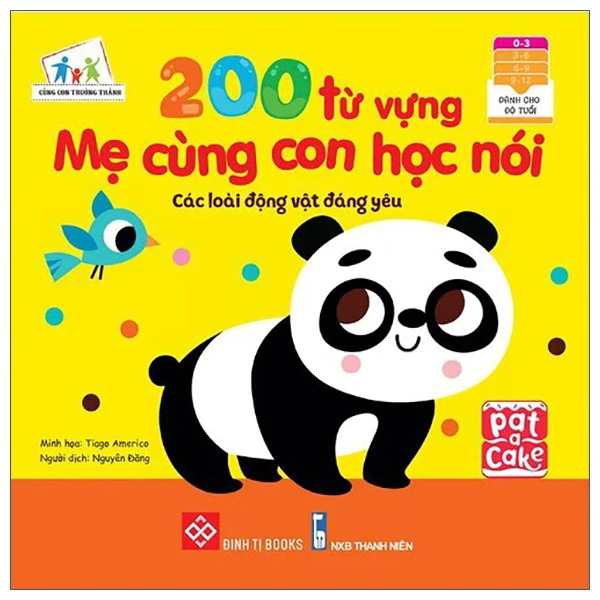 CÙNG CON TRƯỞNG THÀNH
200 từ vựng
Mẹ cùng con học nói
Các loài động vật đáng yêu
0-3
3-6
6-9
9-12
DÀNH CHO
ĐỘ TUỔI
Minh họa: Tiago Americo
Người dịch: Nguyên Đăng
pat
a
cake
ĐINH TỊ BOOKS
NXB THANH NIÊN